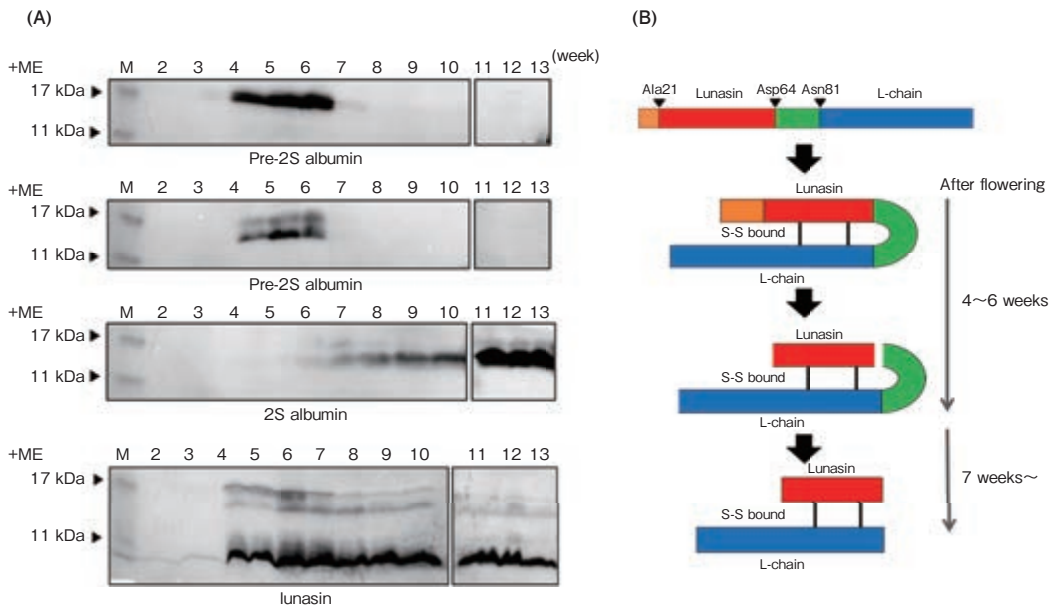 (A)
(week)
+ME M 2 3 4 5 6 7 8 9 10 11 12 13
17 kDa
11 kDa
Pre-2S albumin
+ME M 2 3 4 5 6 7 8 9 10 11 12 13
17 kDa
11 kDa
Pre-2S albumin
+ME M 2 3 4 5 6 7 8 9 10 11 12 13
17 kDa
11 kDa
2S albumin
+ME M 2 3 4 5 6 7 8 9 10 11 12 13
17 kDa
11 kDa
lunasin
(B)
Ala21 Lunasin Asp64 Asn81 L-chain
Lunasin
After flowering
S-S bound
L-chain
4~6 weeks
Lunasin
S-S bound
L-chain
Lunasin
7 weeks~
S-S bound
L-chain